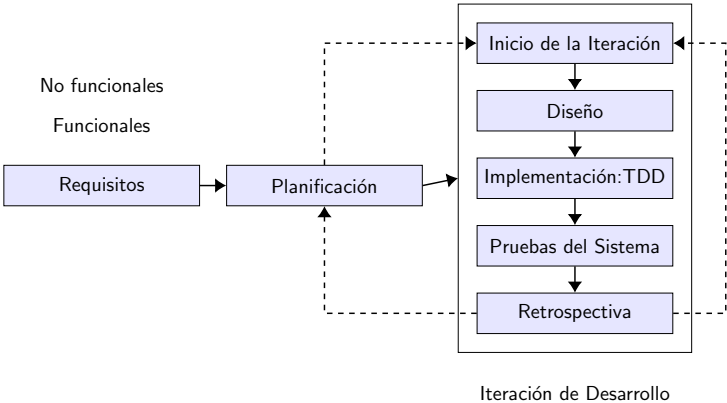 No funcionales
Funcionales
Requisitos
Planificación
Inicio de la Iteración
Diseño
Implementación:TDD
Pruebas del Sistema
Retrospectiva
Iteración de Desarrollo